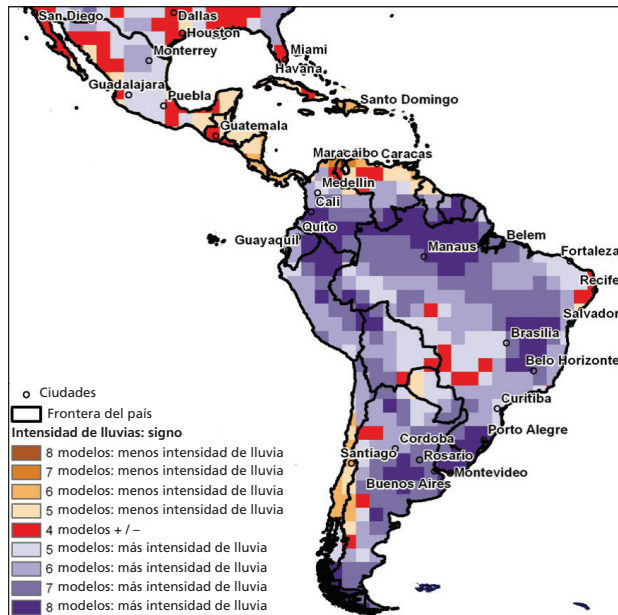 San Diego
Dallas
Houston
Monterrey
Miami
Havana
Guadalajara
Puebla
Santo Domingo
Guatemala
Maracaibo
Caracas
Medellin
Cali
Quito
Belem
Guayaquil
Manaus
Fortaleza
Recife
Salvador
Brasilia
Belo Horizonte
Curitiba
Porto Alegre
Cordoba
Santiago
Rosario
Montevideo
Buenos Aires
Ciudades
Frontera del país
Intensidad de lluvias: signo
8 modelos: menos intensidad de lluvia
7 modelos: menos intensidad de lluvia
6 modelos: menos intensidad de lluvia
5 modelos: menos intensidad de lluvia
4 modelos + / –
5 modelos: más intensidad de lluvia
6 modelos: más intensidad de lluvia
7 modelos: más intensidad de lluvia
8 modelos: más intensidad de lluvia